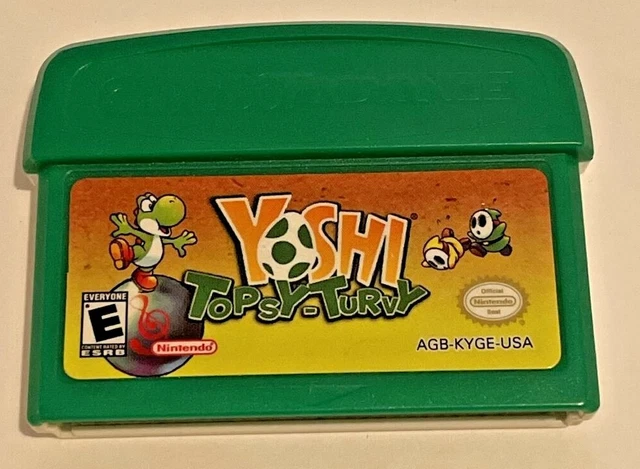 YOSHI
TOPSY-TURVY
EVERYONE
E
CONTENT RATED BY
ESRB
Nintendo
Official
Nintendo
Seal
AGB-KYGE-USA